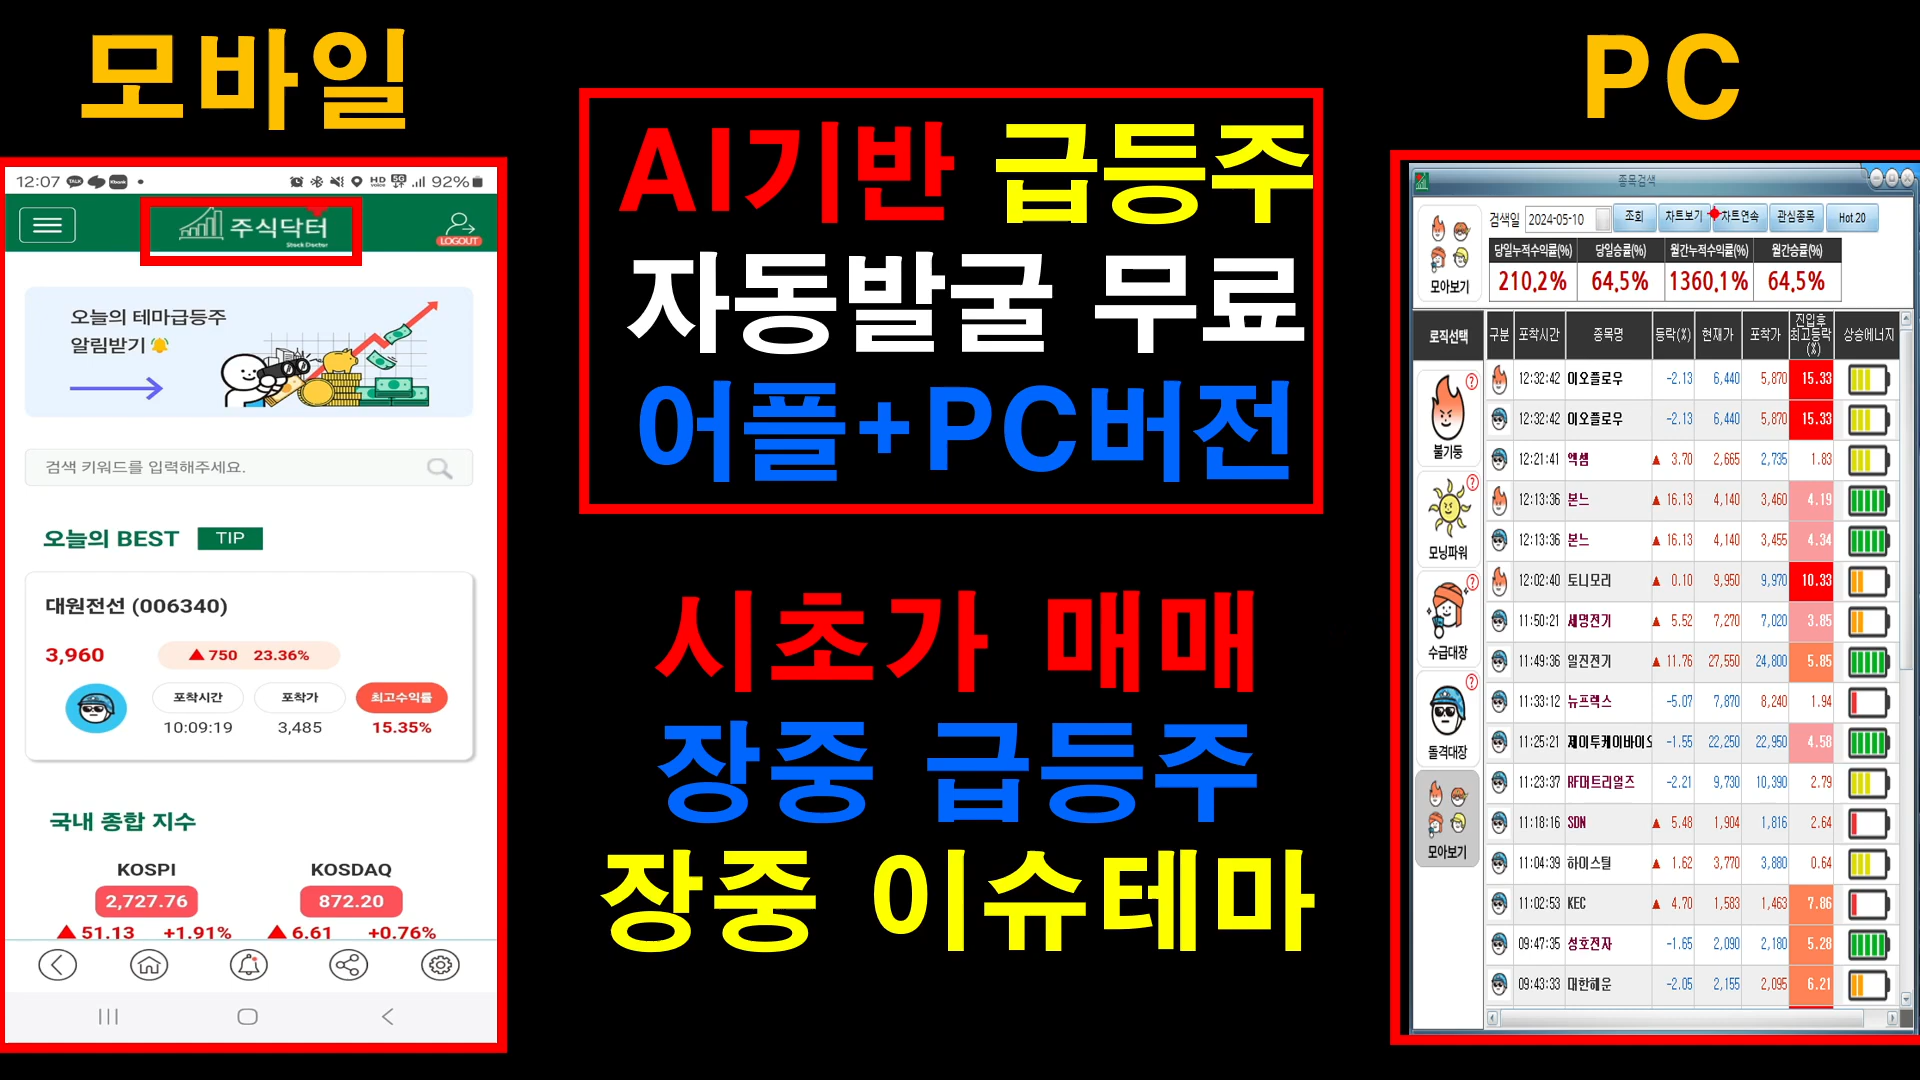 모바일
PC
AI기반 급등주
자동발굴 무료
어플+PC버전
시초가 매매
장중 급등주
장중 이슈테마
12:07 92%
주식닥터
Stock Doctor
LOGOUT
오늘의 테마급등주
알림받기
검색 키워드를 입력해주세요.
오늘의 BEST TIP
대원전선 (006340)
3,960 ▲750 23.36%
포착시간 포착가 최고수익률
10:09:19 3,485 15.35%
국내 종합 지수
KOSPI KOSDAQ
2,727.76 872.20
▲51.13 +1.91% ▲6.61 +0.76%
종목검색
검색일 2024-05-10 조회 차트보기 차트연속 관심종목 Hot 20
모아보기
당일누적수익률(%) 당일승률(%) 월간누적수익률(%) 월간승률(%)
210,2% 64,5% 1360,1% 64,5%
로직선택
불기둥
모닝파워
수급대장
돌격대장
모아보기
구분 포착시간 종목명 등락(%) 현재가 포착가 진입후 최고등락 (%) 상승에너지
12:32:42 이오플로우 -2.13 6,440 5,870 15.33
12:32:42 이오플로우 -2.13 6,440 5,870 15.33
12:21:41 엑셈 ▲ 3.70 2,665 2,735 1.83
12:13:36 본느 ▲ 16.13 4,140 3,460 4.19
12:13:36 본느 ▲ 16.13 4,140 3,455 4.34
12:02:40 토니모리 ▲ 0.10 9,950 9,970 10.33
11:50:21 세명전기 ▲ 5.52 7,270 7,020 3.85
11:49:36 일진전기 ▲ 11.76 27,550 24,800 5.85
11:33:12 뉴프렉스 -5.07 7,870 8,240 1.94
11:25:21 제이투케이바이오 -1.55 22,250 22,950 4.58
11:23:37 RF머트리얼즈 -2.21 9,730 10,390 2.79
11:18:16 SDN ▲ 5.48 1,904 1,816 2.64
11:04:39 하이스틸 ▲ 1.62 3,770 3,880 0.64
11:02:53 KEC ▲ 4.70 1,583 1,463 7.86
09:47:35 성호전자 -1.65 2,090 2,180 5.28
09:43:33 대한해운 -2.05 2,155 2,095 6.21